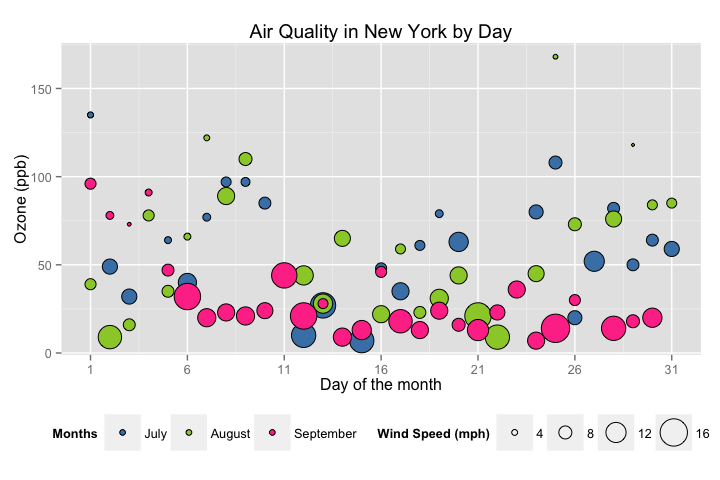 Air Quality in New York by Day
Ozone (ppb)
150
100
50
0
1 6 11 16 21 26 31
Day of the month
Months July August September Wind Speed (mph) 4 8 12 16